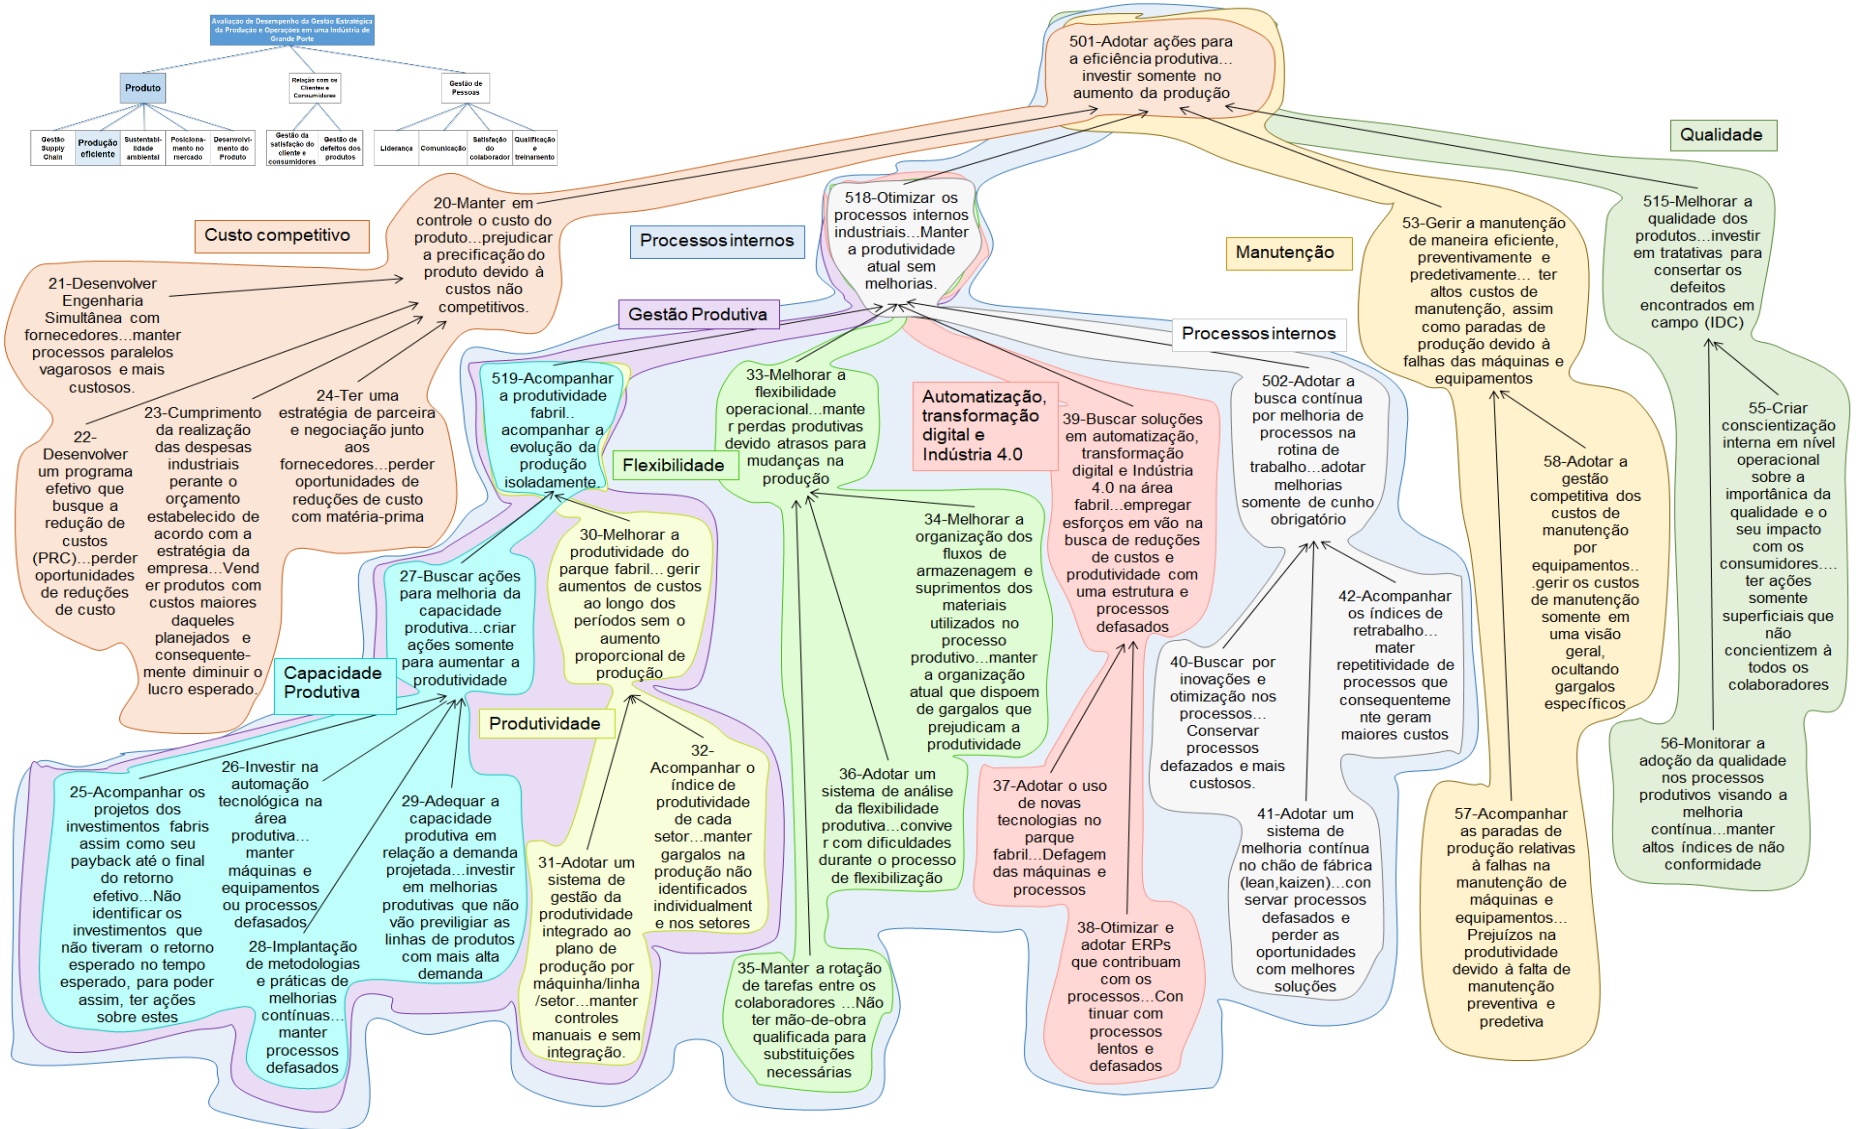 Avaliação de Desempenho da Gestão Estratégica
da Produção e Operações em uma Indústria de
Grande Porte
Produto
Relação com os
Clientes e
Consumidores
Gestão de
Pessoas
Gestão
Supply
Chain
Produção
eficiente
Sustentabi-
lidade
ambiental
Posiciona-
mento no
mercado
Desenvolvi-
mento do
Produto
Gestão da
satisfação do
cliente e
consumidores
Gestão de
defeitos dos
produtos
Liderança
Comunicação
Satisfação
do
colaborador
Qualificação
e
treinamento
501-Adotar ações para
a eficiência produtiva...
investir somente no
aumento da produção
Qualidade
Custo competitivo
20-Manter em
controle o custo do
produto...prejudicar
a precificação do
produto devido à
custos não
competitivos.
Processos internos
518-Otimizar os
processos internos
industriais...Manter
a produtividade
atual sem
melhorias.
Manutenção
53-Gerir a manutenção
de maneira eficiente,
preventivamente e
predetivamente... ter
altos custos de
manutenção, assim
como paradas de
produção devido à
falhas das máquinas e
equipamentos
515-Melhorar a
qualidade dos
produtos...investir
em tratativas para
consertar os
defeitos
encontrados em
campo (IDC)
21-Desenvolver
Engenharia
Simultânea com
fornecedores...manter
processos paralelos
vagarosos e mais
custosos.
22-
Desenvolver
um programa
efetivo que
busque a
redução de
custos
(PRC)...perder
oportunidades
de reduções
de custo
23-Cumprimento
da realização
das despesas
industriais
perante o
orçamento
estabelecido de
acordo com a
estratégia da
empresa...Vend
er produtos com
custos maiores
daqueles
planejados e
consequente-
mente diminuir o
lucro esperado.
24-Ter uma
estratégia de parceira
e negociação junto
aos
fornecedores...perder
oportunidades de
reduções de custo
com matéria-prima
Gestão Produtiva
Processos internos
519-Acompanhar
a produtividade
fabril..
acompanhar a
evolução da
produção
isoladamente.
Flexibilidade
33-Melhorar a
flexibilidade
operacional...mante
r perdas produtivas
devido atrasos para
mudanças na
produção
Automatização,
transformação
digital e
Indústria 4.0
39-Buscar soluções
em automatização,
transformação
digital e Indústria
4.0 na área
fabril...empregar
esforços em vão na
busca de reduções
de custos e
produtividade com
uma estrutura e
processos
defasados
502-Adotar a
busca contínua
por melhoria de
processos na
rotina de
trabalho...adotar
melhorias
somente de cunho
obrigatório
58-Adotar a
gestão
competitiva dos
custos de
manutenção
por
equipamentos..
.gerir os custos
de manutenção
somente em
uma visão
geral,
ocultando
gargalos
específicos
55-Criar
conscientização
interna em nível
operacional
sobre a
importânica da
qualidade e o
seu impacto
com os
consumidores....
ter ações
somente
superficiais que
não
concientizem à
todos os
colaboradores
27-Buscar ações
para melhoria da
capacidade
produtiva...criar
ações somente
para aumentar a
produtividade
30-Melhorar a
produtividade do
parque fabril... gerir
aumentos de custos
ao longo dos
períodos sem o
aumento
proporcional de
produção
34-Melhorar a
organização dos
fluxos de
armazenagem e
suprimentos dos
materiais
utilizados no
processo
produtivo...manter
a organização
atual que dispoem
de gargalos que
prejudicam a
produtividade
Capacidade
Produtiva
Produtividade
25-Acompanhar os
projetos dos
investimentos fabris
assim como seu
payback até o final
do retorno
efetivo...Não
identificar os
investimentos que
não tiveram o retorno
esperado no tempo
esperado, para poder
assim, ter ações
sobre estes
26-Investir na
automação
tecnológica na
área
produtiva...
manter
máquinas e
equipamentos
ou processos
defasados
28-Implantação
de metodologias
e práticas de
melhorias
contínuas...
manter
processos
defasados
29-Adequar a
capacidade
produtiva em
relação a demanda
projetada...investir
em melhorias
produtivas que não
vão previligiar as
linhas de produtos
com mais alta
demanda
31-Adotar um
sistema de
gestão da
produtividade
integrado ao
plano de
produção por
máquinha/linha
/setor...manter
controles
manuais e sem
integração.
32-
Acompanhar o
índice de
produtividade
de cada
setor...manter
gargalos na
produção não
identificados
individualment
e nos setores
36-Adotar um
sistema de análise
da flexibilidade
produtiva...convive
r com dificuldades
durante o processo
de flexibilização
35-Manter a rotação
de tarefas entre os
colaboradores ...Não
ter mão-de-obra
qualificada para
substituições
necessárias
37-Adotar o uso
de novas
tecnologias no
parque
fabril...Defagem
das máquinas e
processos
38-Otimizar e
adotar ERPs
que contribuam
com os
processos...Con
tinuar com
processos
lentos e
defasados
40-Buscar por
inovações e
otimização nos
processos...
Conservar
processos
defazados e mais
custosos.
42-Acompanhar
os índices de
retrabalho...
mater
repetitividade de
processos que
consequenteme
nte geram
maiores custos
41-Adotar um
sistema de
melhoria contínua
no chão de fábrica
(lean,kaizen)...con
servar processos
defasados e
perder as
oportunidades
com melhores
soluções
57-Acompanhar
as paradas de
produção relativas
à falhas na
manutenção de
máquinas e
equipamentos...
Prejuízos na
produtividade
devido à falta de
manutenção
preventiva e
predetiva
56-Monitorar a
adoção da qualidade
nos processos
produtivos visando a
melhoria
contínua...manter
altos índices de não
conformidade